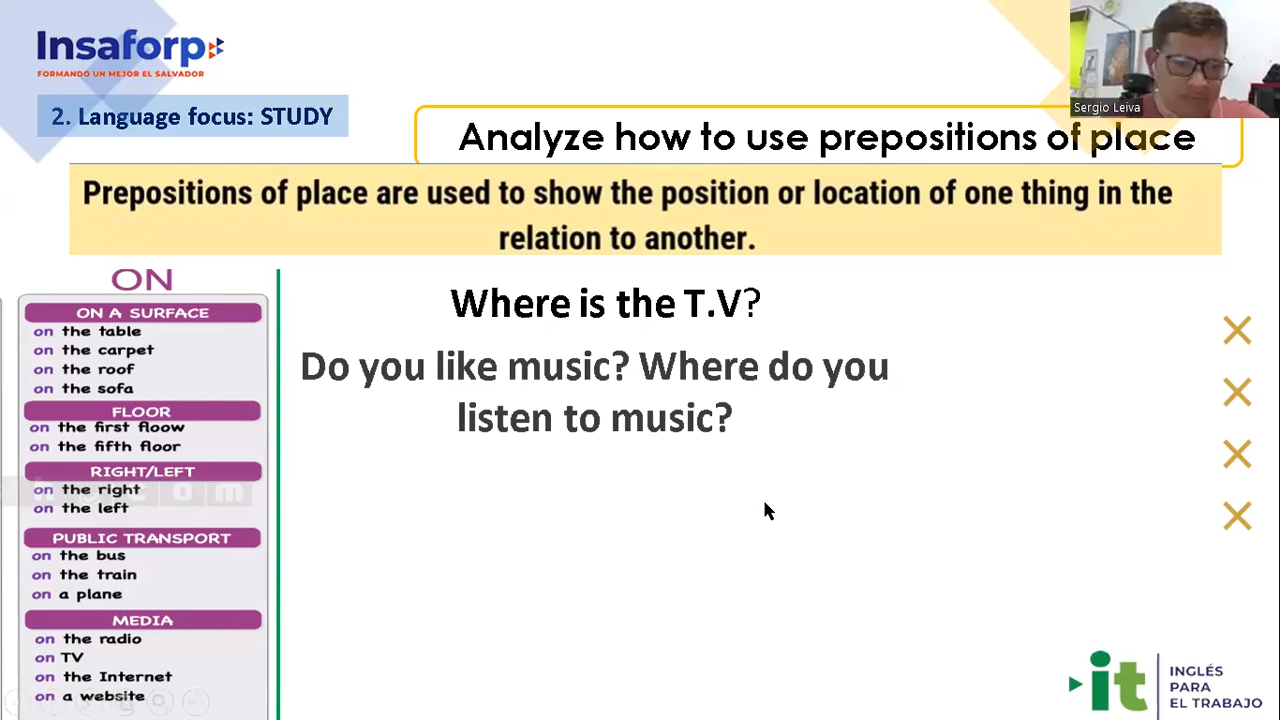 Insaforp
FORMANDO UN MEJOR EL SALVADOR
Sergio Leiva
2. Language focus: STUDY
Analyze how to use prepositions of place
Prepositions of place are used to show the position or location of one thing in the
relation to another.
ON
ON A SURFACE
on the table
on the carpet
on the roof
on the sofa
FLOOR
on the first floow
on the fifth floor
RIGHT/LEFT
on the right
on the left
PUBLIC TRANSPORT
on the bus
on the train
on a plane
MEDIA
on the radio
on TV
on the Internet
on a website
Where is the T.V?
Do you like music? Where do you
listen to music?
it
INGLÉS
PARA
EL TRABAJO